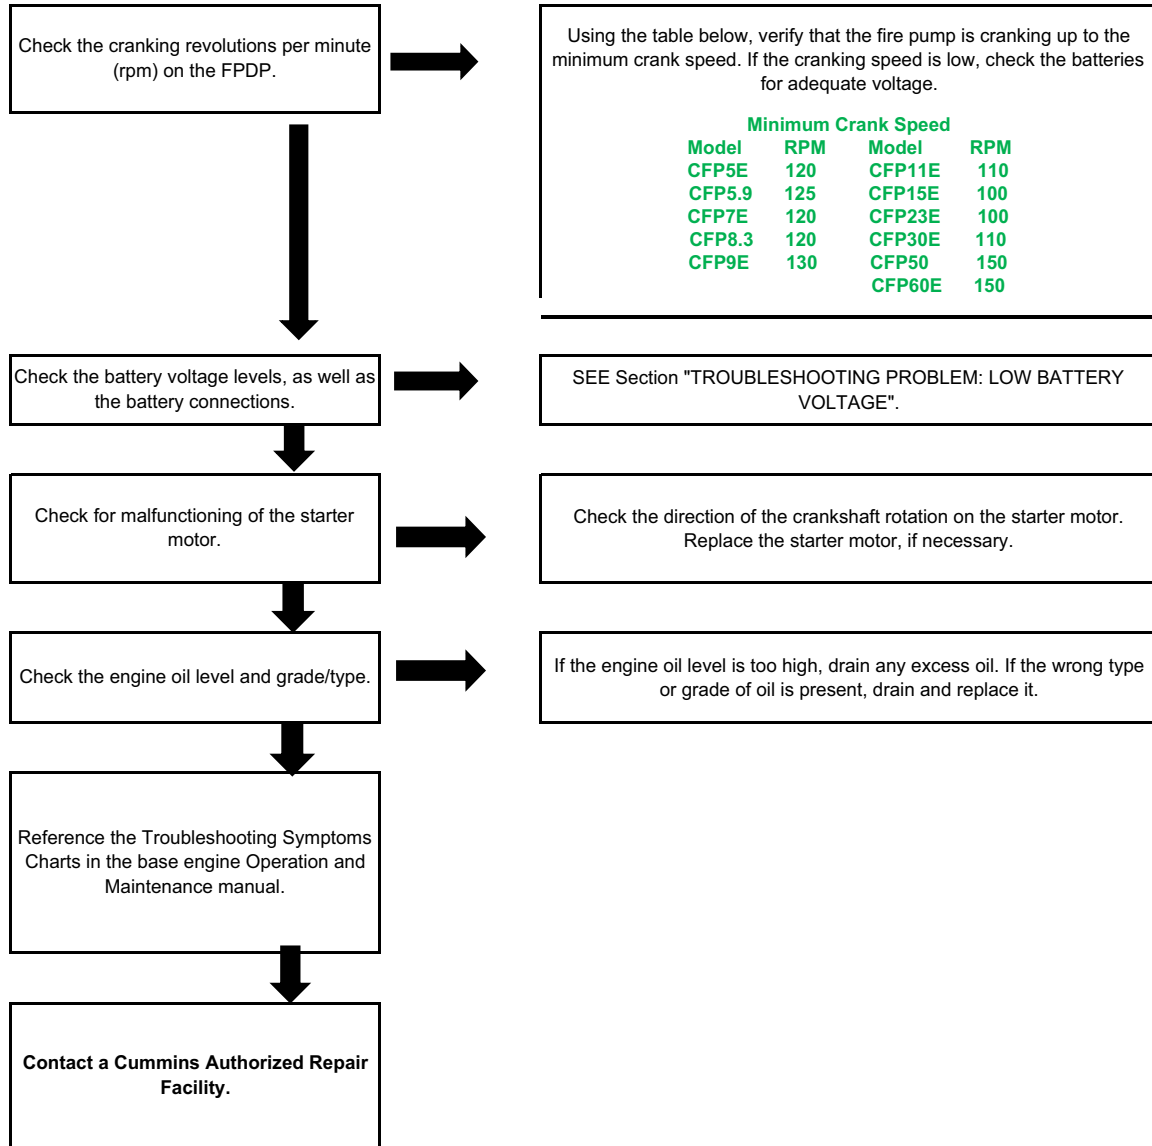 Check the cranking revolutions per minute
(rpm) on the FPDP.
Using the table below, verify that the fire pump is cranking up to the
minimum crank speed. If the cranking speed is low, check the batteries
for adequate voltage.
Minimum Crank Speed
Model RPM Model RPM
CFP5E 120 CFP11E 110
CFP5.9 125 CFP15E 100
CFP7E 120 CFP23E 100
CFP8.3 120 CFP30E 110
CFP9E 130 CFP50 150
CFP60E 150
Check the battery voltage levels, as well as
the battery connections.
SEE Section "TROUBLESHOOTING PROBLEM: LOW BATTERY
VOLTAGE".
Check for malfunctioning of the starter
motor.
Check the direction of the crankshaft rotation on the starter motor.
Replace the starter motor, if necessary.
Check the engine oil level and grade/type.
If the engine oil level is too high, drain any excess oil. If the wrong type
or grade of oil is present, drain and replace it.
Reference the Troubleshooting Symptoms
Charts in the base engine Operation and
Maintenance manual.
Contact a Cummins Authorized Repair
Facility.